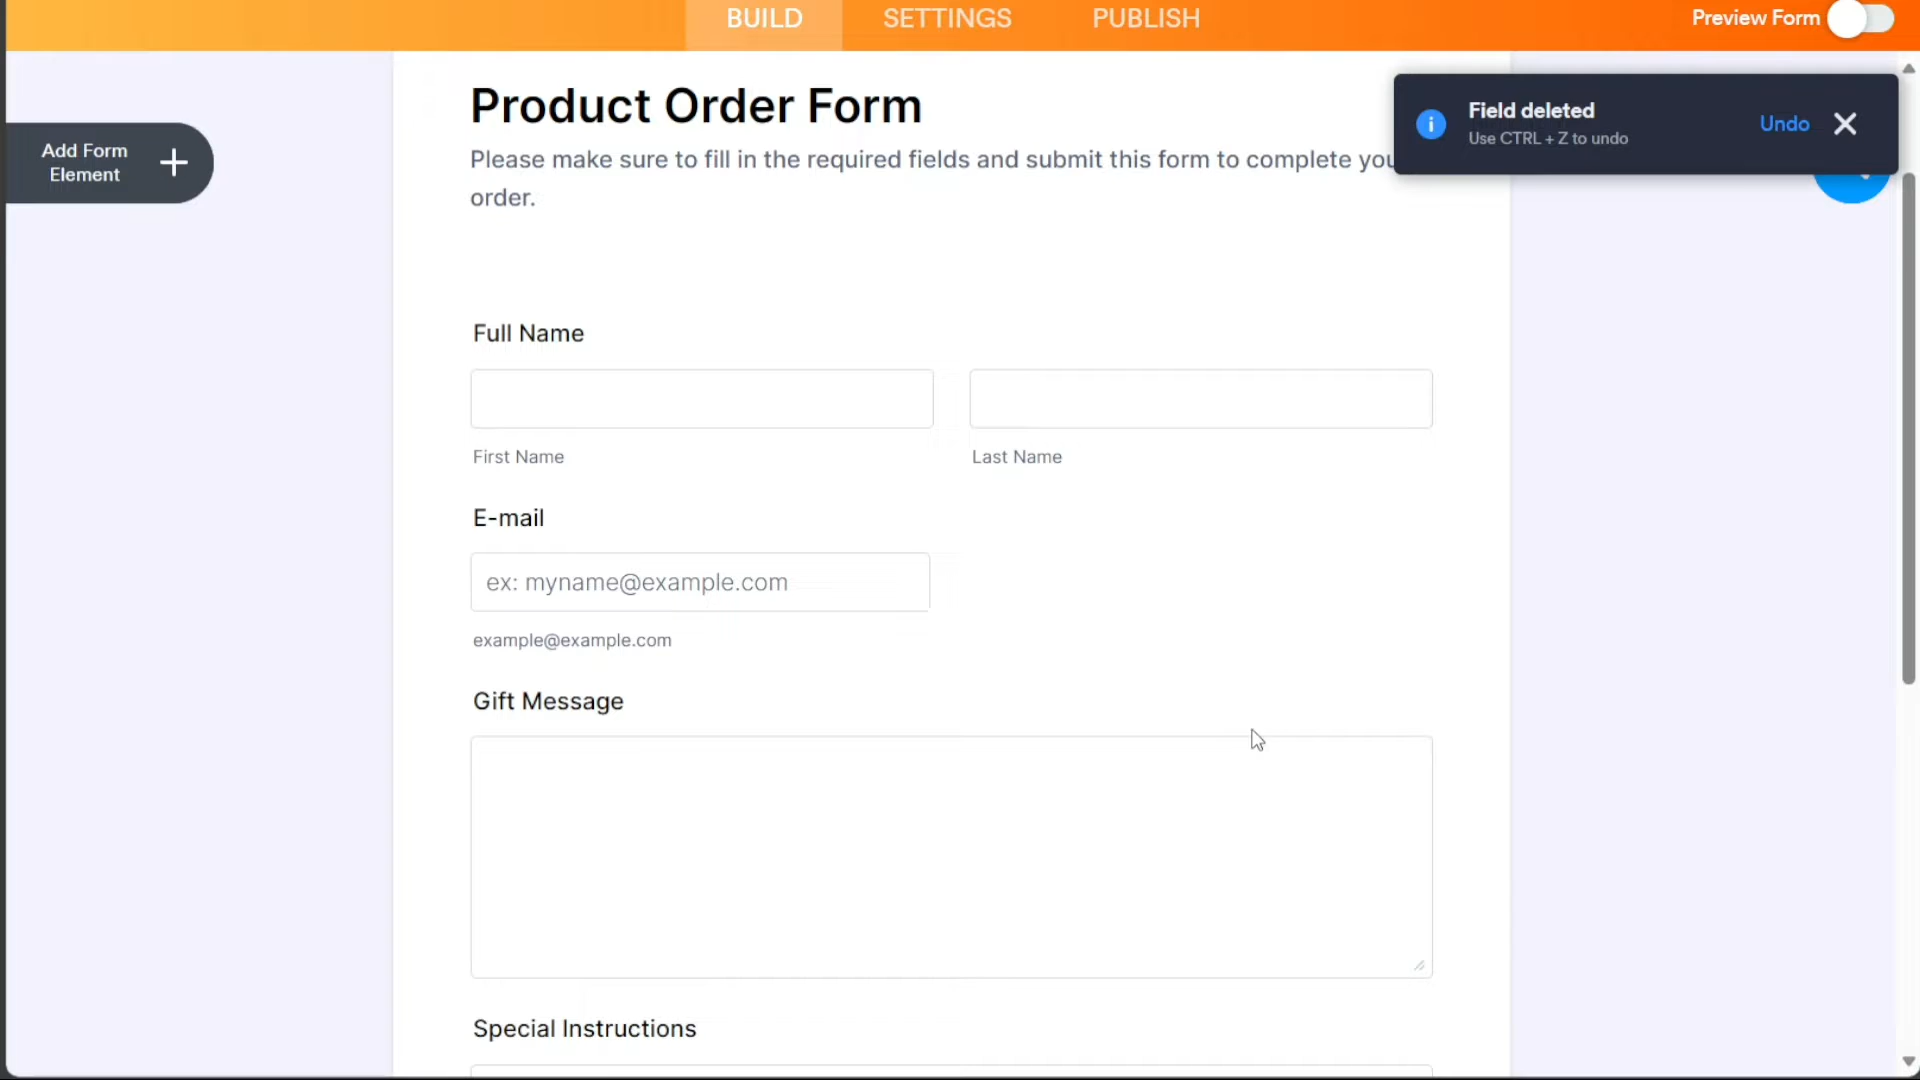 BUILD SETTINGS PUBLISH Preview Form
Field deleted
Use CTRL + Z to undo
Undo
Add Form
Element
Product Order Form
Please make sure to fill in the required fields and submit this form to complete you
order.
Full Name
First Name Last Name
E-mail
ex: myname@example.com
example@example.com
Gift Message
Special Instructions